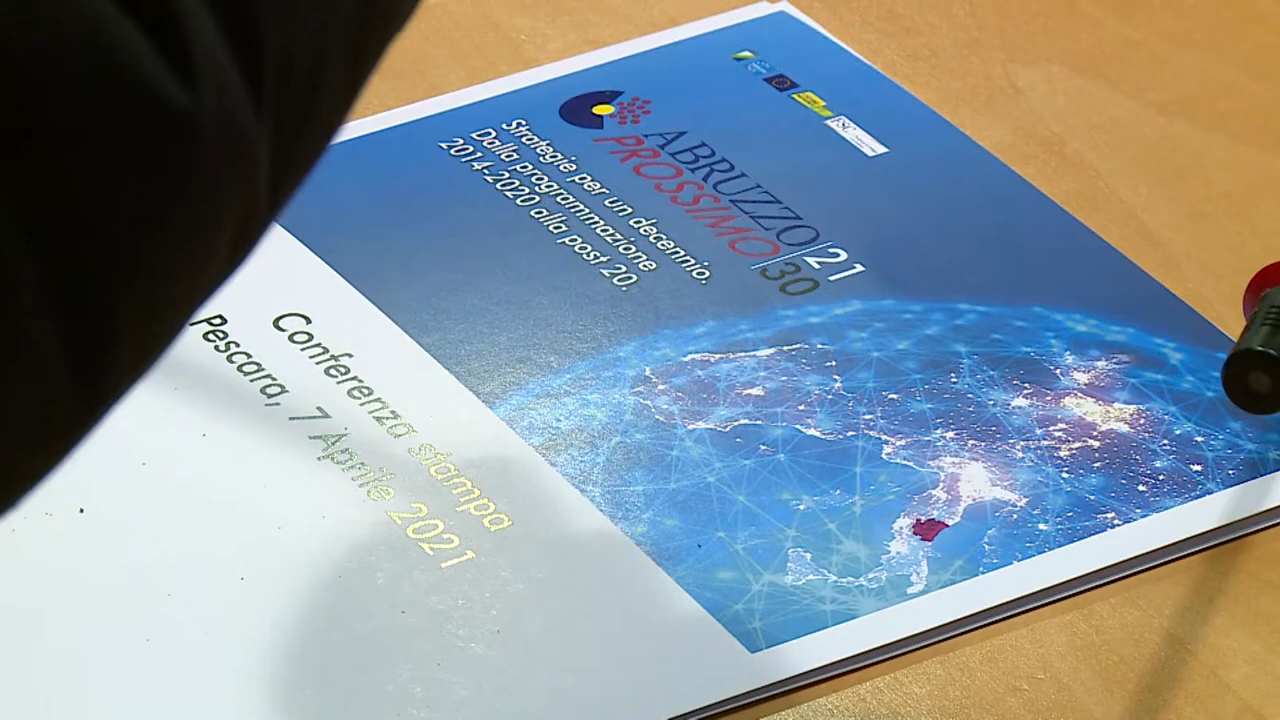 FSC
ABRUZZO|21
PROSSIMO|30
Strategie per un decennio.
Dalla programmazione
2014-2020 alla post 20.
Conferenza stampa
Pescara, 7 Aprile 2021